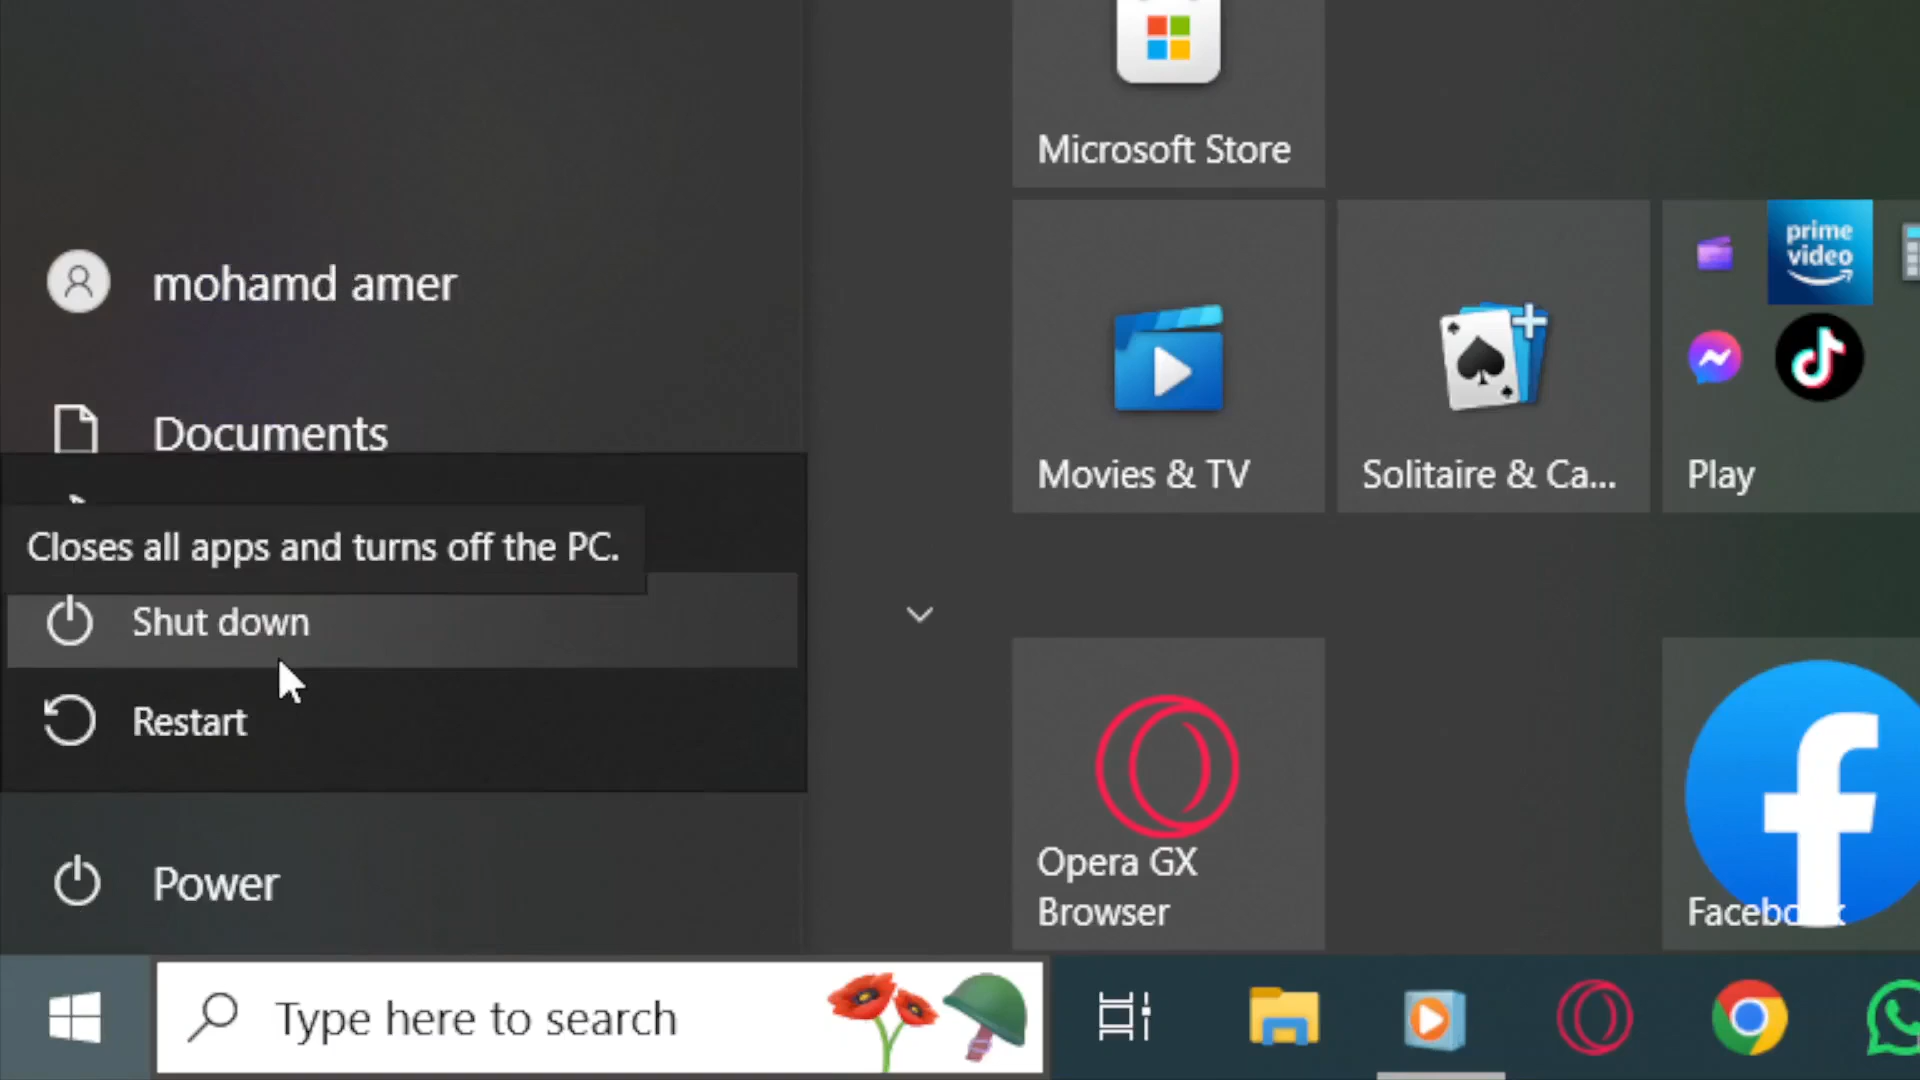 Microsoft Store
mohamd amer
prime
video
Documents
Movies & TV
Solitaire & Ca...
Play
Closes all apps and turns off the PC.
Shut down
Restart
Opera GX
Browser
Power
Type here to search